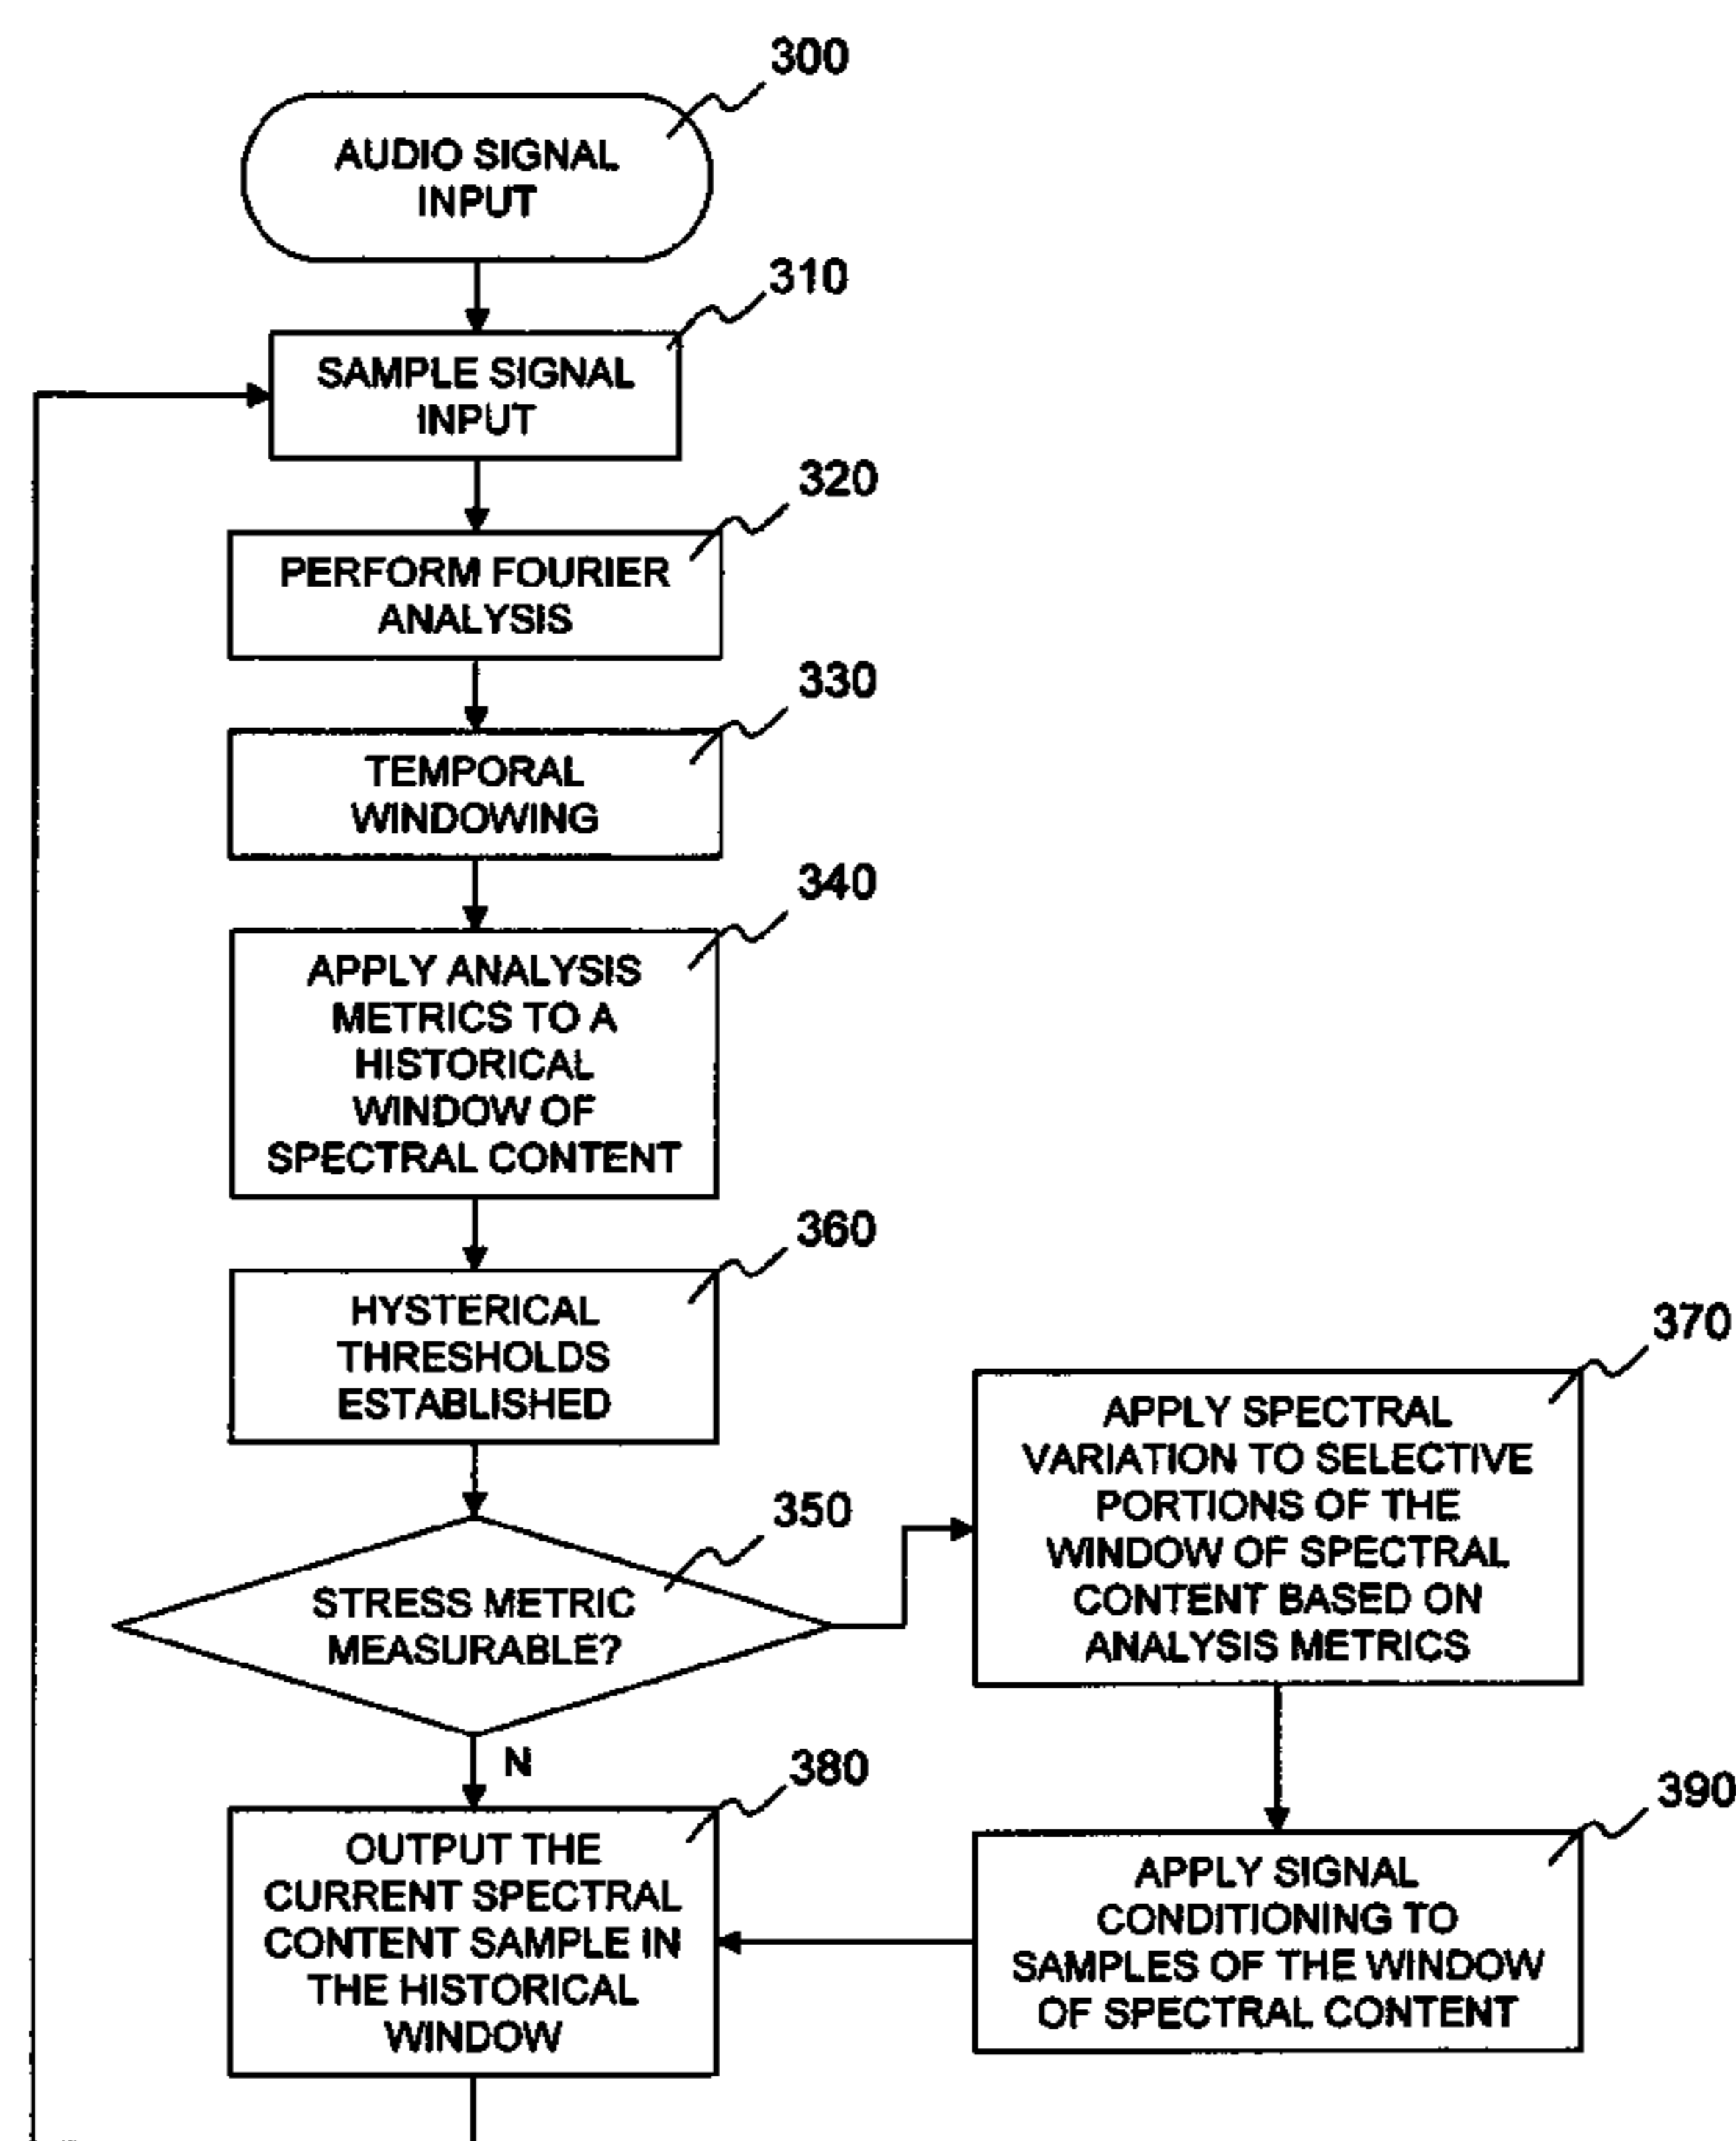 300
AUDIO SIGNAL
INPUT
310
SAMPLE SIGNAL
INPUT
320
PERFORM FOURIER
ANALYSIS
330
TEMPORAL
WINDOWING
340
APPLY ANALYSIS
METRICS TO A
HISTORICAL
WINDOW OF
SPECTRAL CONTENT
360
HYSTERICAL
THRESHOLDS
ESTABLISHED
350
STRESS METRIC
MEASURABLE?
N
370
APPLY SPECTRAL
VARIATION TO SELECTIVE
PORTIONS OF THE
WINDOW OF SPECTRAL
CONTENT BASED ON
ANALYSIS METRICS
380
OUTPUT THE
CURRENT SPECTRAL
CONTENT SAMPLE IN
THE HISTORICAL
WINDOW
390
APPLY SIGNAL
CONDITIONING TO
SAMPLES OF THE WINDOW
OF SPECTRAL CONTENT